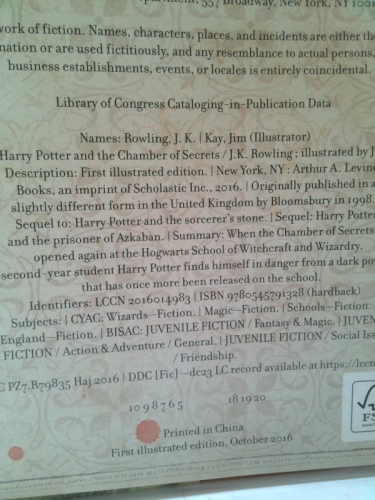 557 Broadway, New York, NY
work of fiction. Names, characters, places, and incidents are either the
nation or are used fictitiously, and any resemblance to actual persons,
business establishments, events, or locales is entirely coincidental.
Library of Congress Cataloging-in-Publication Data
Names: Rowling, J. K. | Kay, Jim (Illustrator)
Harry Potter and the Chamber of Secrets / J.K. Rowling ; illustrated by J
Description: First illustrated edition. | New York, NY : Arthur A. Levine
Books, an imprint of Scholastic Inc., 2016. | Originally published in a
slightly different form in the United Kingdom by Bloomsbury in 1998.
Sequel to: Harry Potter and the sorcerer's stone. | Sequel: Harry Potter
and the prisoner of Azkaban. | Summary: When the Chamber of Secrets
opened again at the Hogwarts School of Witchcraft and Wizardry,
second-year student Harry Potter finds himself in danger from a dark po
that has once more been released on the school.
Identifiers: LCCN 2016014983 | ISBN 9780545791328 (hardback)
Subjects: | CYAC: Wizards—Fiction. | Magic—Fiction. | Schools—Fiction.
England—Fiction. | BISAC: JUVENILE FICTION / Fantasy & Magic. | JUVEN
FICTION / Action & Adventure / General. | JUVENILE FICTION / Social Iss
/ Friendship.
C PZ7.R79835 Haj 2016 | DDC [Fic]—dc23 LC record available at https://lccn
10 9 8 7 6 5 18 19 20
Printed in China
First illustrated edition, October 2016
FS